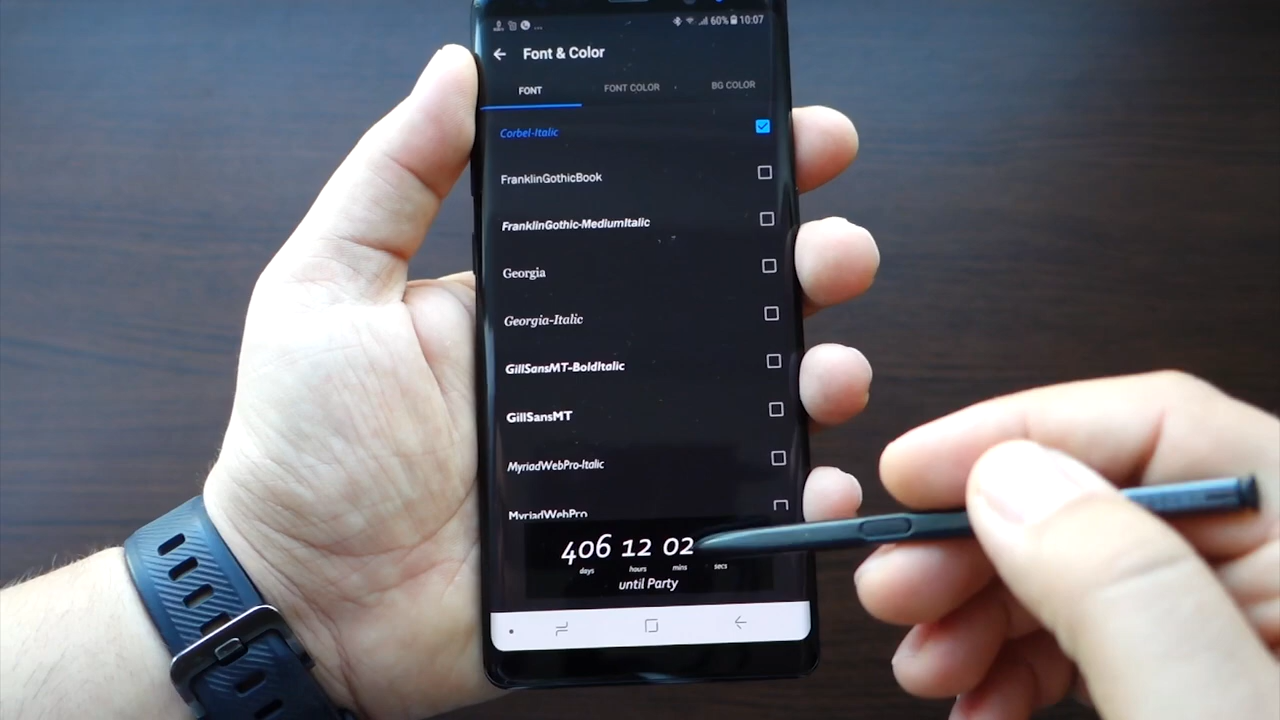 60% 10:07
Font & Color
FONT FONT COLOR BG COLOR
Corbel-Italic
FranklinGothicBook
FranklinGothic-MediumItalic
Georgia
Georgia-Italic
GillSansMT-BoldItalic
GillSansMT
MyriadWebPro-Italic
MyriadWebPro
406 12 02
days hours mins secs
until Party